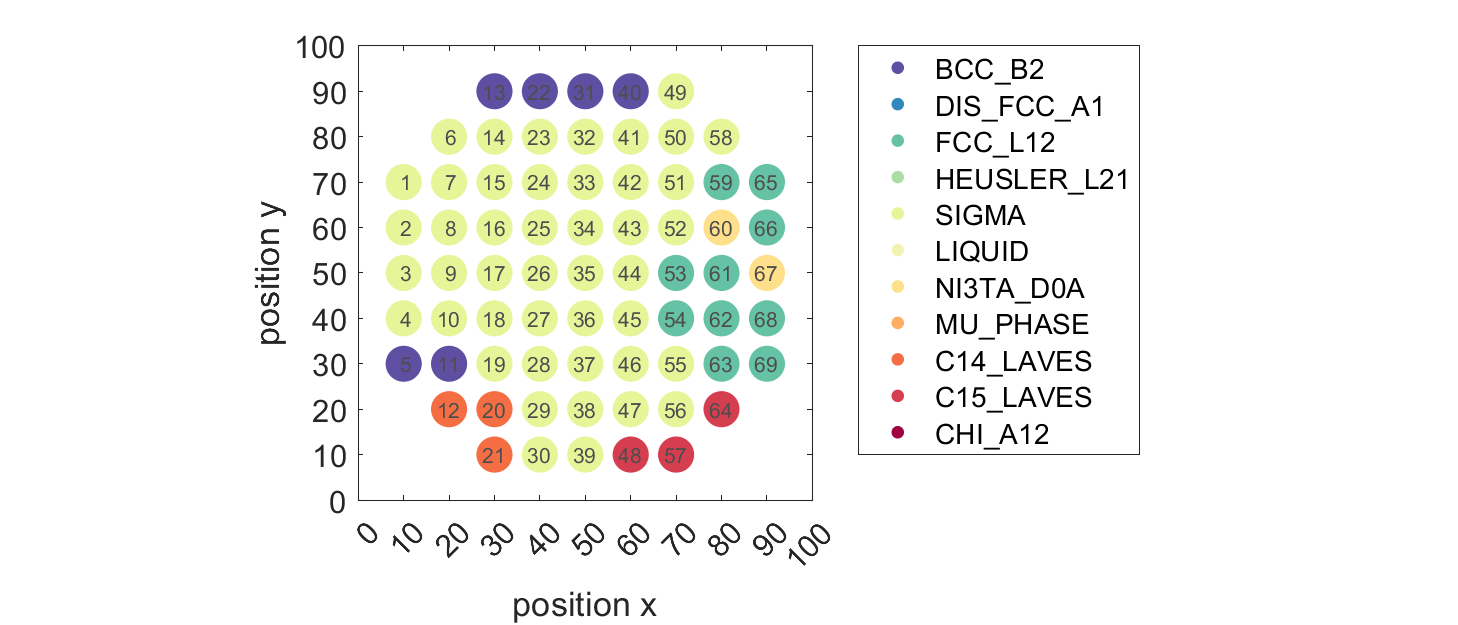 100
90
80
70
60
50
40
30
20
10
0
position y
13 22 31 40 49
6 14 23 32 41 50 58
1 7 15 24 33 42 51 59 65
2 8 16 25 34 43 52 60 66
3 9 17 26 35 44 53 61 67
4 10 18 27 36 45 54 62 68
5 11 19 28 37 46 55 63 69
12 20 29 38 47 56 64
21 30 39 48 57
0 10 20 30 40 50 60 70 80 90 100
position x
BCC_B2
DIS_FCC_A1
FCC_L12
HEUSLER_L21
SIGMA
LIQUID
NI3TA_D0A
MU_PHASE
C14_LAVES
C15_LAVES
CHI_A12